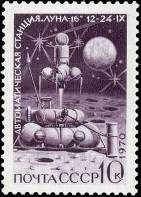 АВТОМАТИЧЕСКАЯ СТАНЦИЯ „ЛУНА-16" 12-24·IX
1970
ПОЧТА СССР 10 К